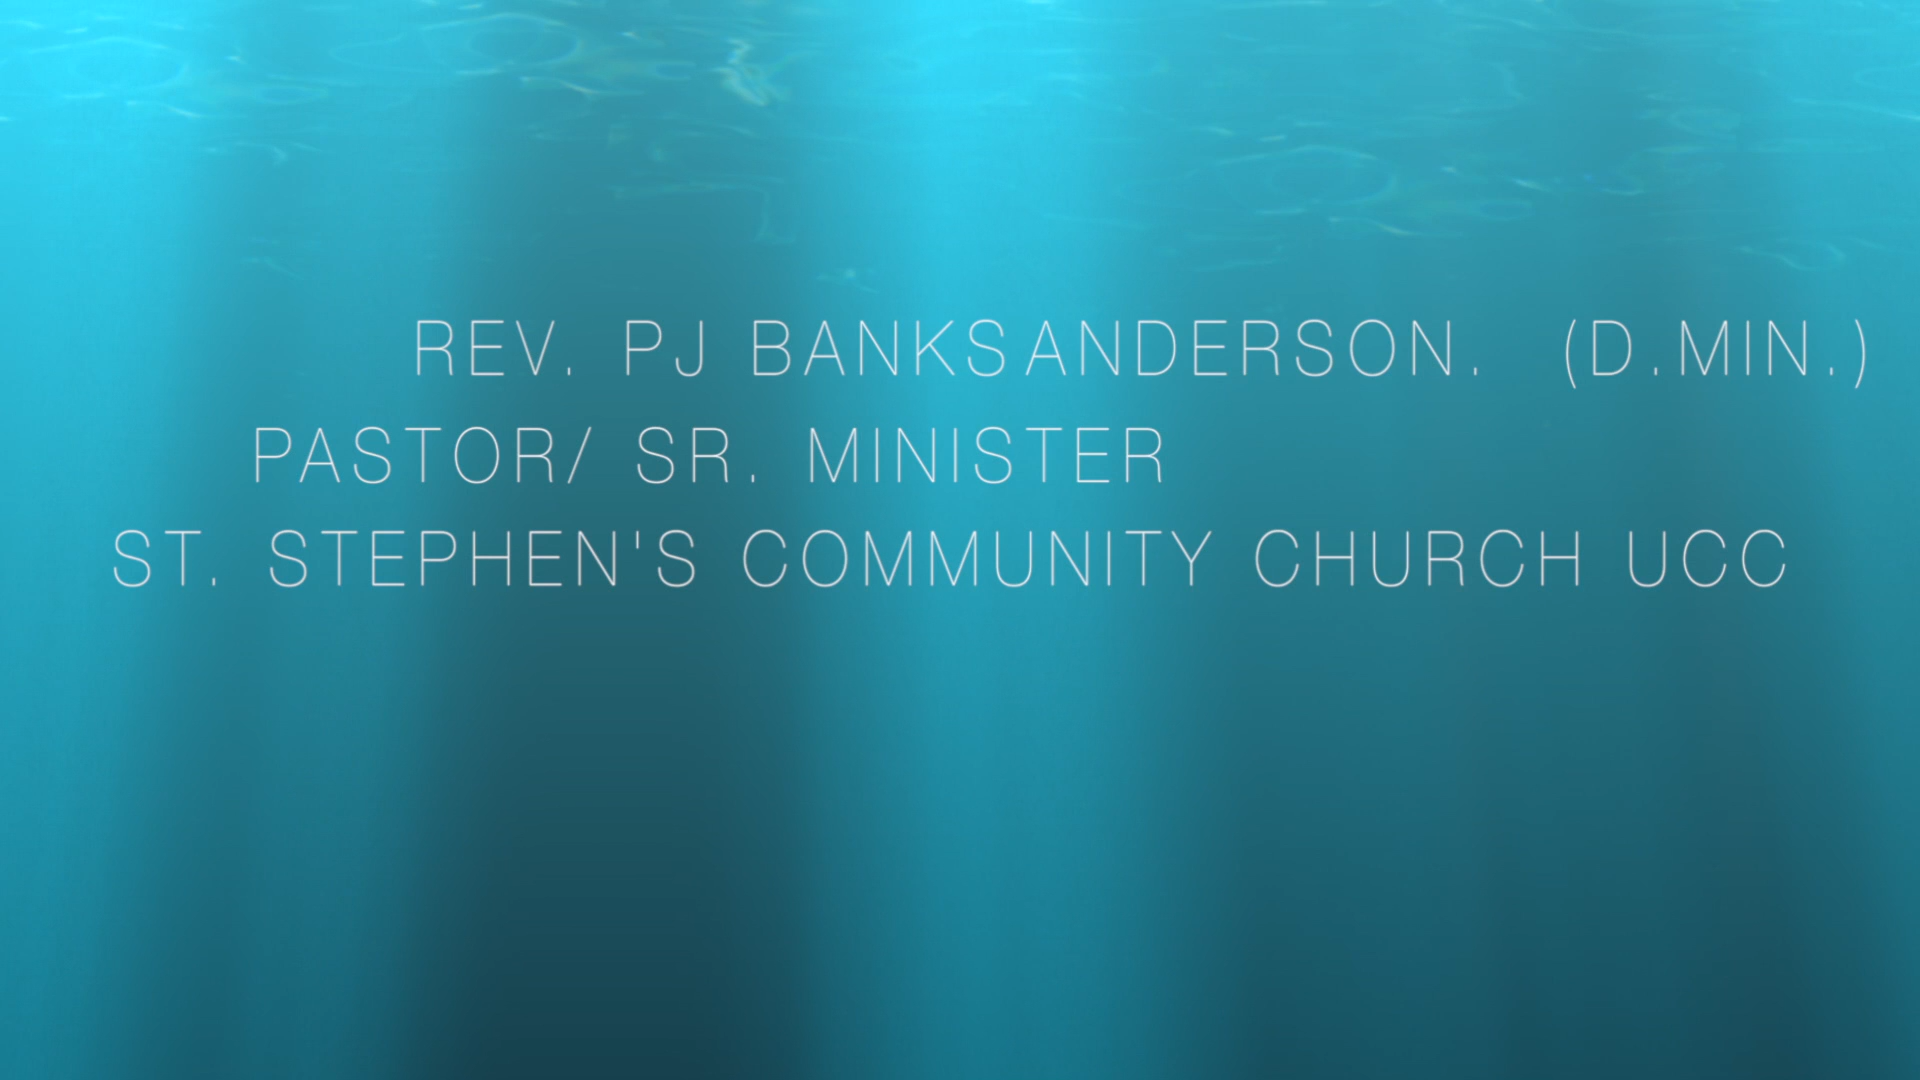 REV. PJ BANKSANDERSON. (D.MIN.)
PASTOR/ SR. MINISTER
ST. STEPHEN'S COMMUNITY CHURCH UCC